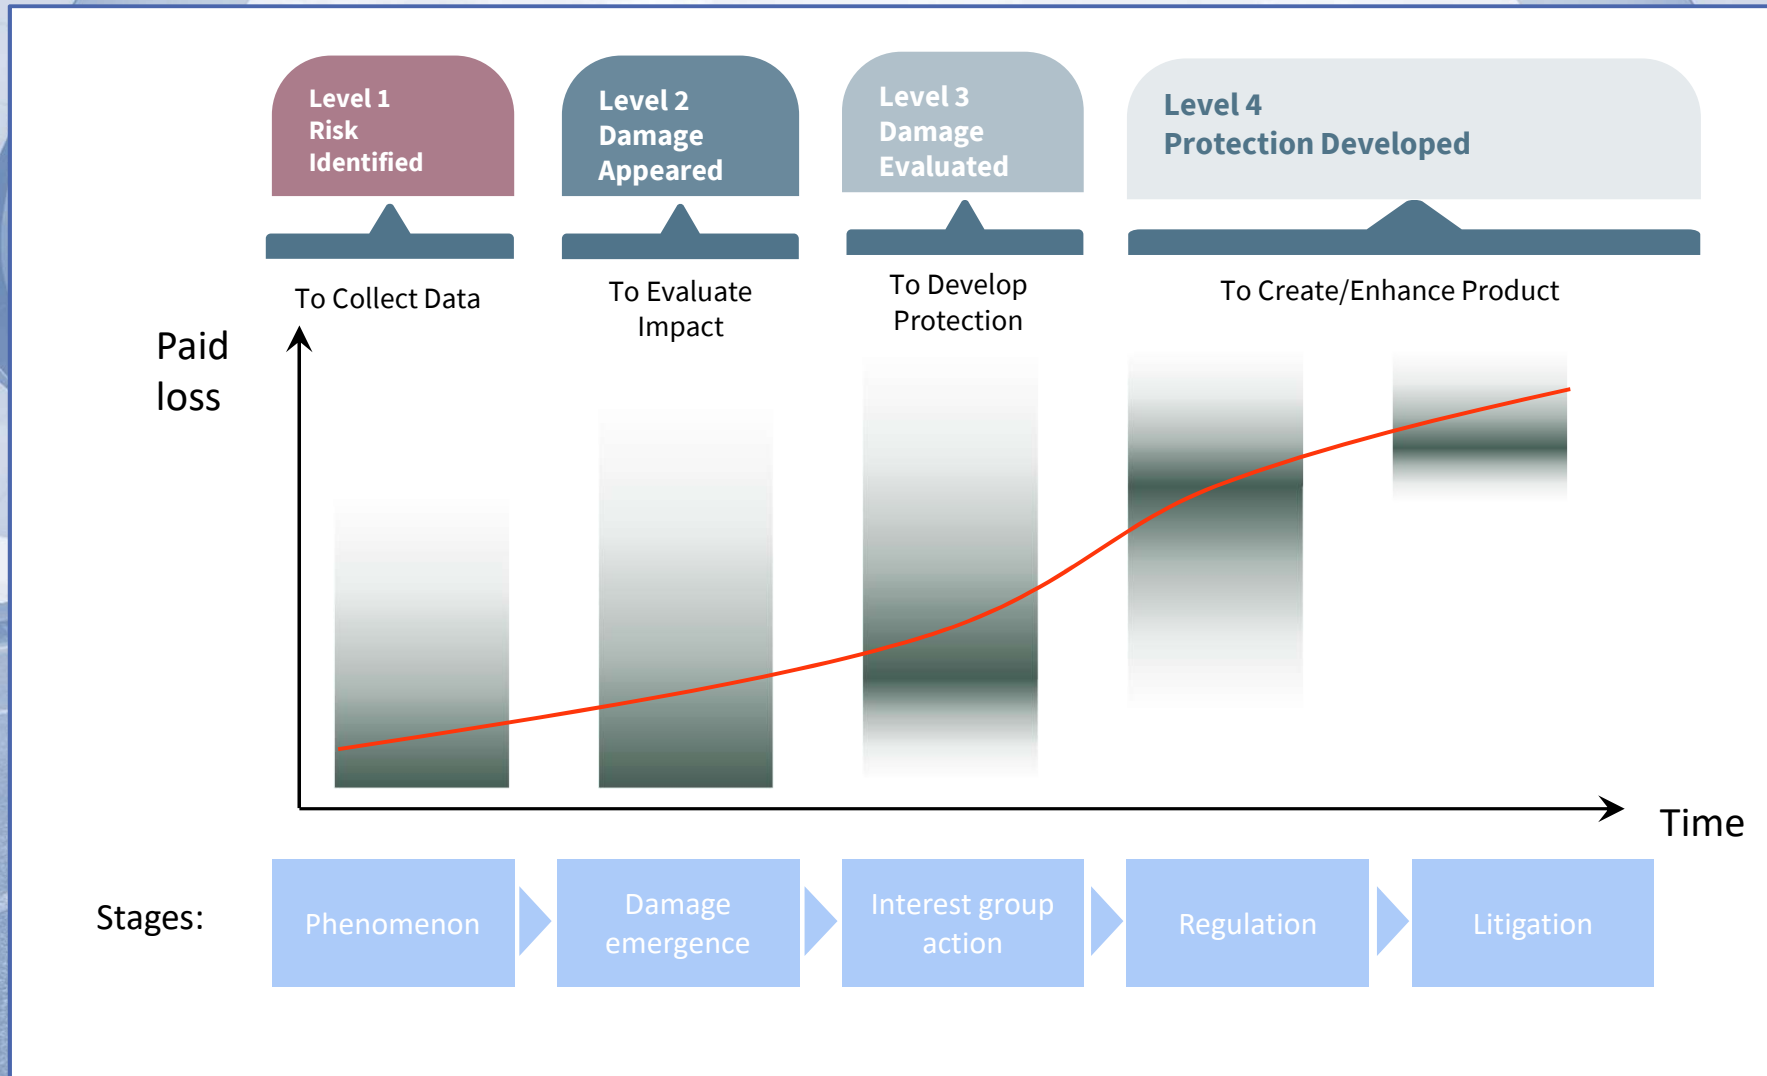 Level 1
Risk
Identified
Level 2
Damage
Appeared
Level 3
Damage
Evaluated
Level 4
Protection Developed
To Collect Data
To Evaluate
Impact
To Develop
Protection
To Create/Enhance Product
Paid
loss
Time
Stages:
Phenomenon
Damage
emergence
Interest group
action
Regulation
Litigation